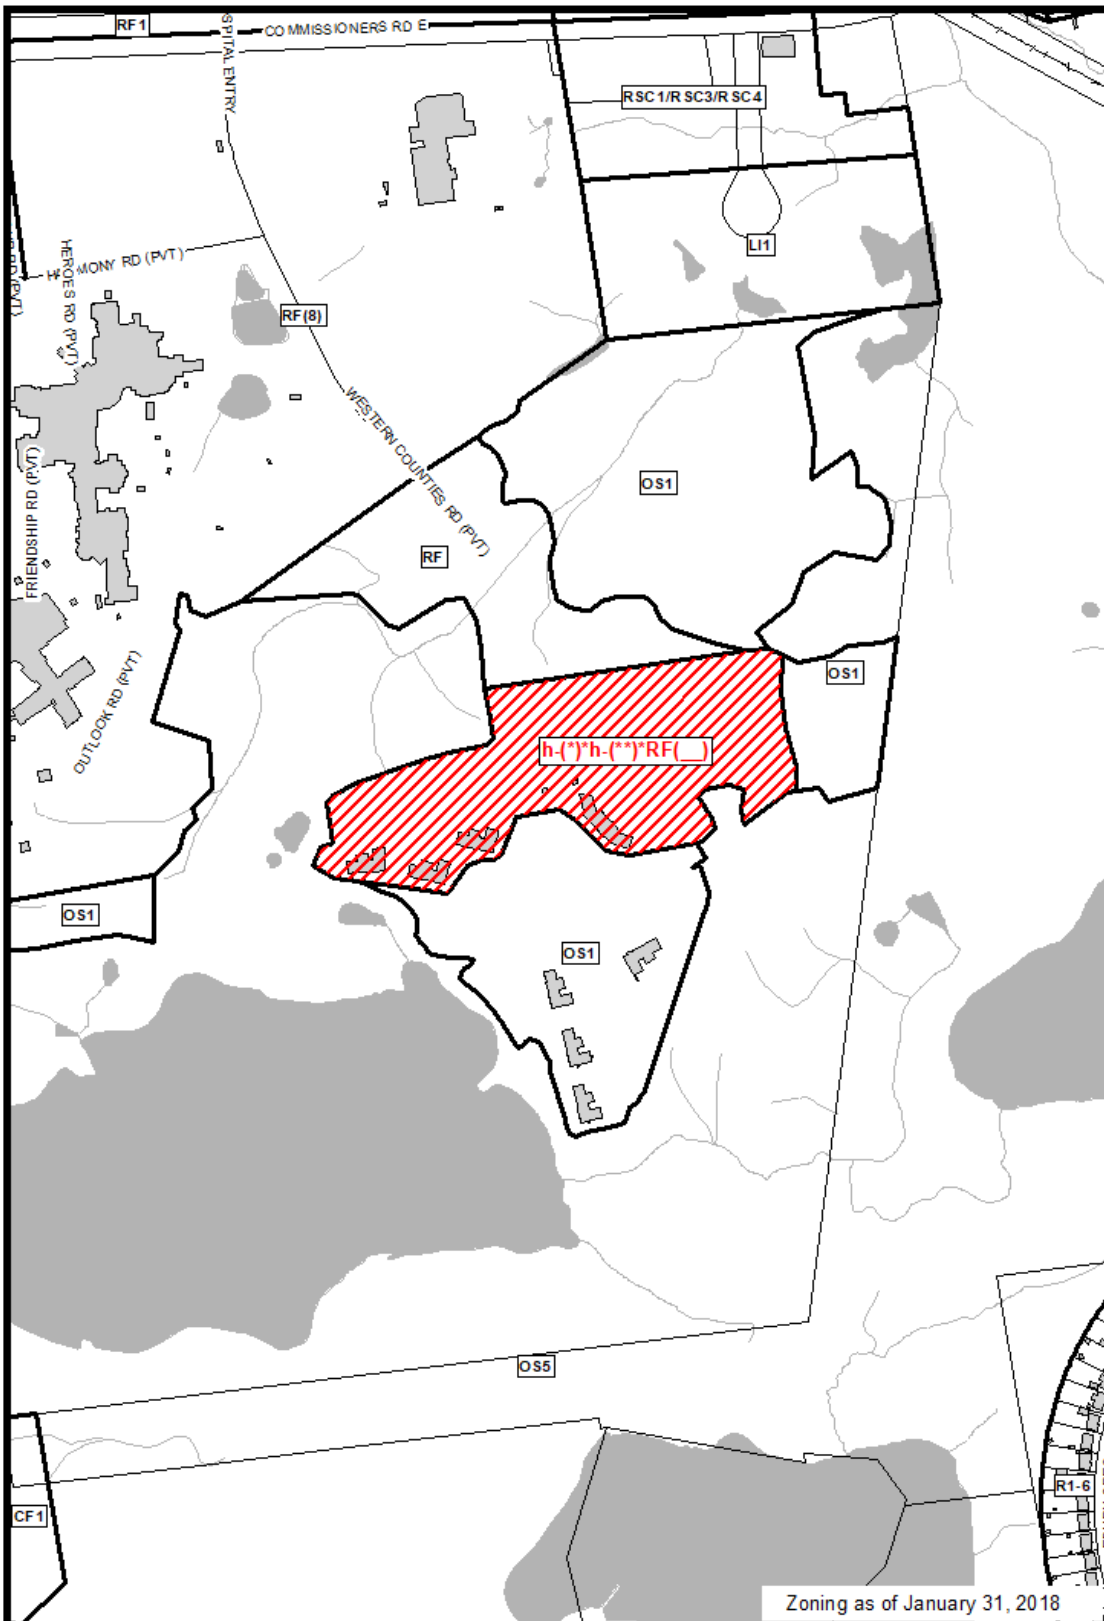 RF1
COMMISSIONERS RD E
SPITAL ENTRY
RSC1/RSC3/RSC4
LI1
HEROES RD (PVT)
RD (PVT)
RF(8)
WESTERN COUNTIES RD (PVT)
FRIENDSHIP RD (PVT)
OS1
RF
OUTLOOK RD (PVT)
OS1
h-(*)*h-(**)*RF(__)
OS1
OS1
OS5
R1-6
CF1
Zoning as of January 31, 2018